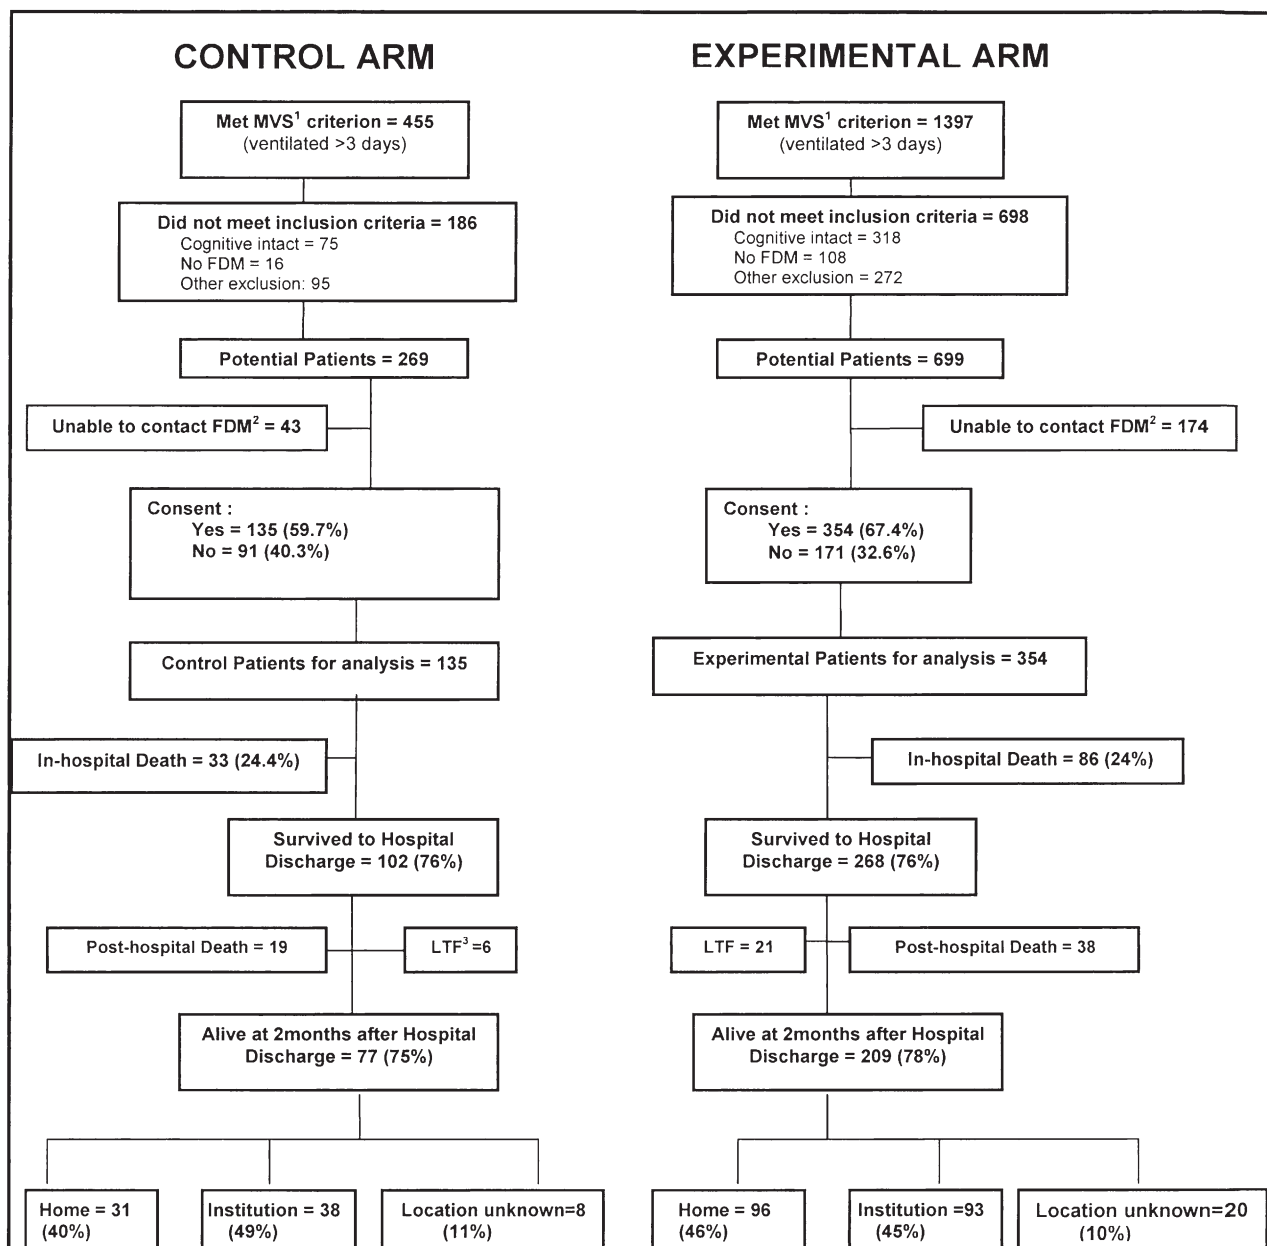 CONTROL ARM
Met MVS¹ criterion = 455
(ventilated >3 days)
Did not meet inclusion criteria = 186
Cognitive intact = 75
No FDM = 16
Other exclusion: 95
Potential Patients = 269
Unable to contact FDM² = 43
Consent :
Yes = 135 (59.7%)
No = 91 (40.3%)
Control Patients for analysis = 135
In-hospital Death = 33 (24.4%)
Survived to Hospital
Discharge = 102 (76%)
Post-hospital Death = 19
LTF³ =6
Alive at 2months after Hospital
Discharge = 77 (75%)
Home = 31
(40%)
Institution = 38
(49%)
Location unknown=8
(11%)
EXPERIMENTAL ARM
Met MVS¹ criterion = 1397
(ventilated >3 days)
Did not meet inclusion criteria = 698
Cognitive intact = 318
No FDM = 108
Other exclusion = 272
Potential Patients = 699
Unable to contact FDM² = 174
Consent :
Yes = 354 (67.4%)
No = 171 (32.6%)
Experimental Patients for analysis = 354
In-hospital Death = 86 (24%)
Survived to Hospital
Discharge = 268 (76%)
LTF = 21
Post-hospital Death = 38
Alive at 2months after Hospital
Discharge = 209 (78%)
Home = 96
(46%)
Institution =93
(45%)
Location unknown=20
(10%)